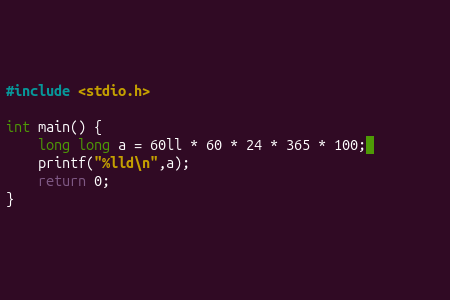 #include <stdio.h>
int main() {
    long long a = 60ll * 60 * 24 * 365 * 100;
    printf("%lld\n",a);
    return 0;
}